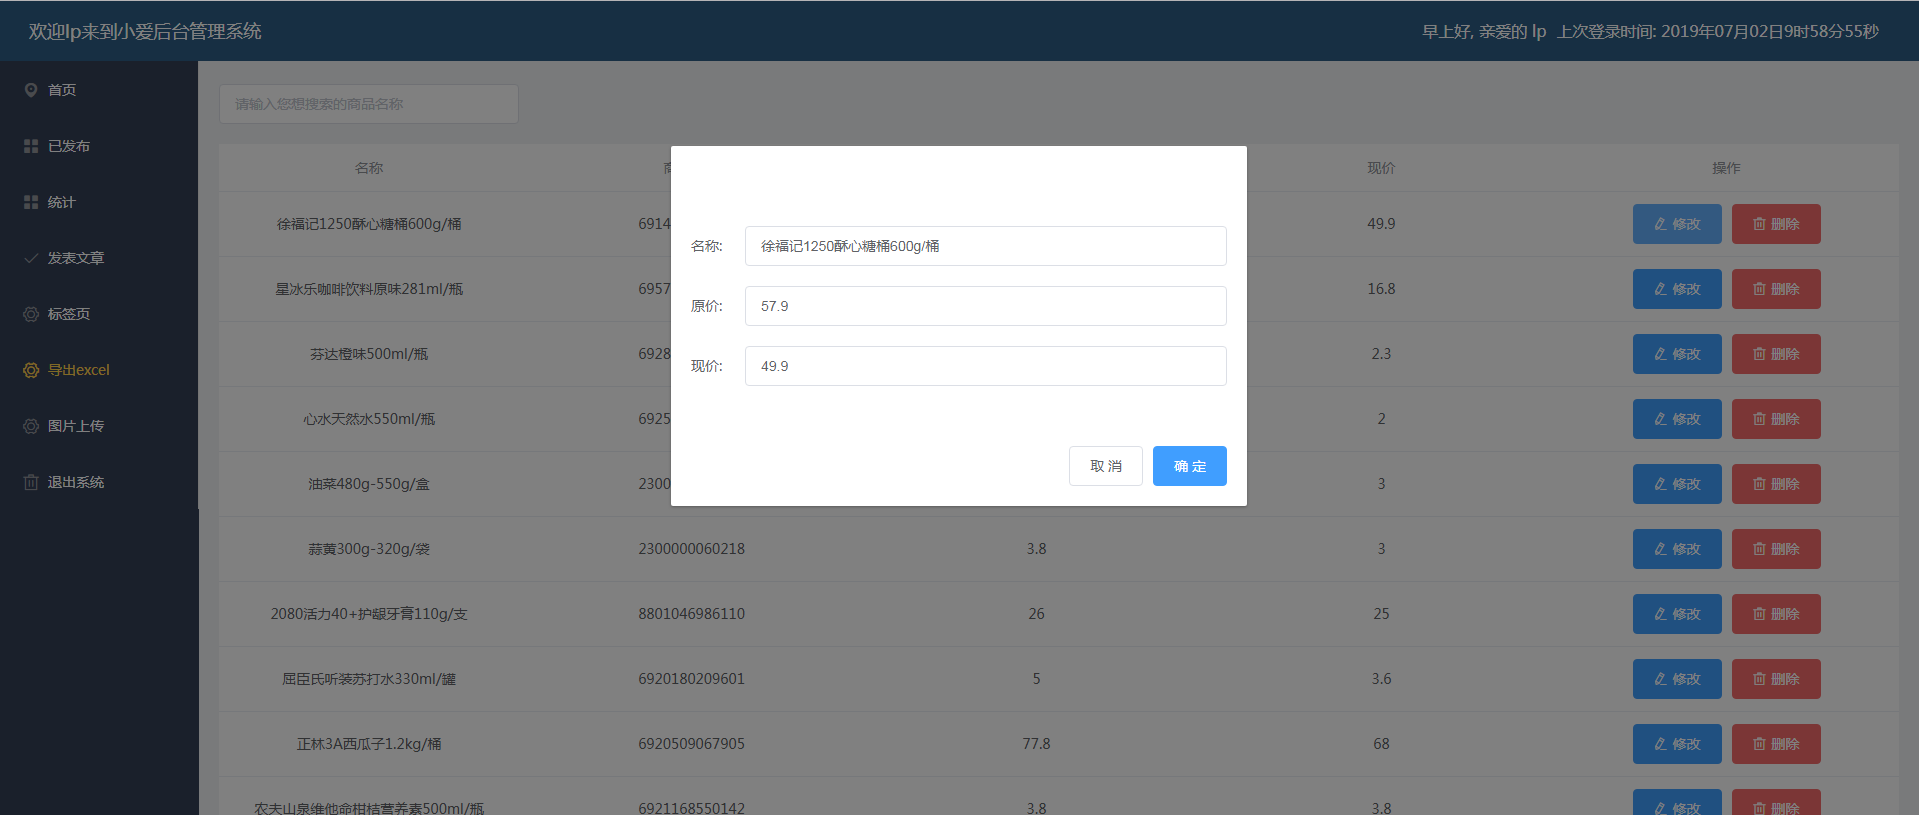 欢迎lp来到小爱后台管理系统
早上好, 亲爱的 lp 上次登录时间: 2019年07月02日9时58分55秒
首页
已发布
统计
发表文章
标签页
导出excel
图片上传
退出系统
请输入您想搜索的商品名称
名称 现价 操作
徐福记1250酥心糖桶600g/桶 6914 49.9 修改 删除
星冰乐咖啡饮料原味281ml/瓶 6957 16.8 修改 删除
芬达橙味500ml/瓶 6928 2.3 修改 删除
心水天然水550ml/瓶 6925 2 修改 删除
油菜480g-550g/盒 2300 3 修改 删除
蒜黄300g-320g/袋 2300000060218 3.8 3 修改 删除
2080活力40+护龈牙膏110g/支 8801046986110 26 25 修改 删除
屈臣氏听装苏打水330ml/罐 6920180209601 5 3.6 修改 删除
正林3A西瓜子1.2kg/桶 6920509067905 77.8 68 修改 删除
农夫山泉维他命柑桔营养素500ml/瓶 6921168550142 3.8 3.8 修改 删除
名称: 徐福记1250酥心糖桶600g/桶
原价: 57.9
现价: 49.9
取 消 确 定